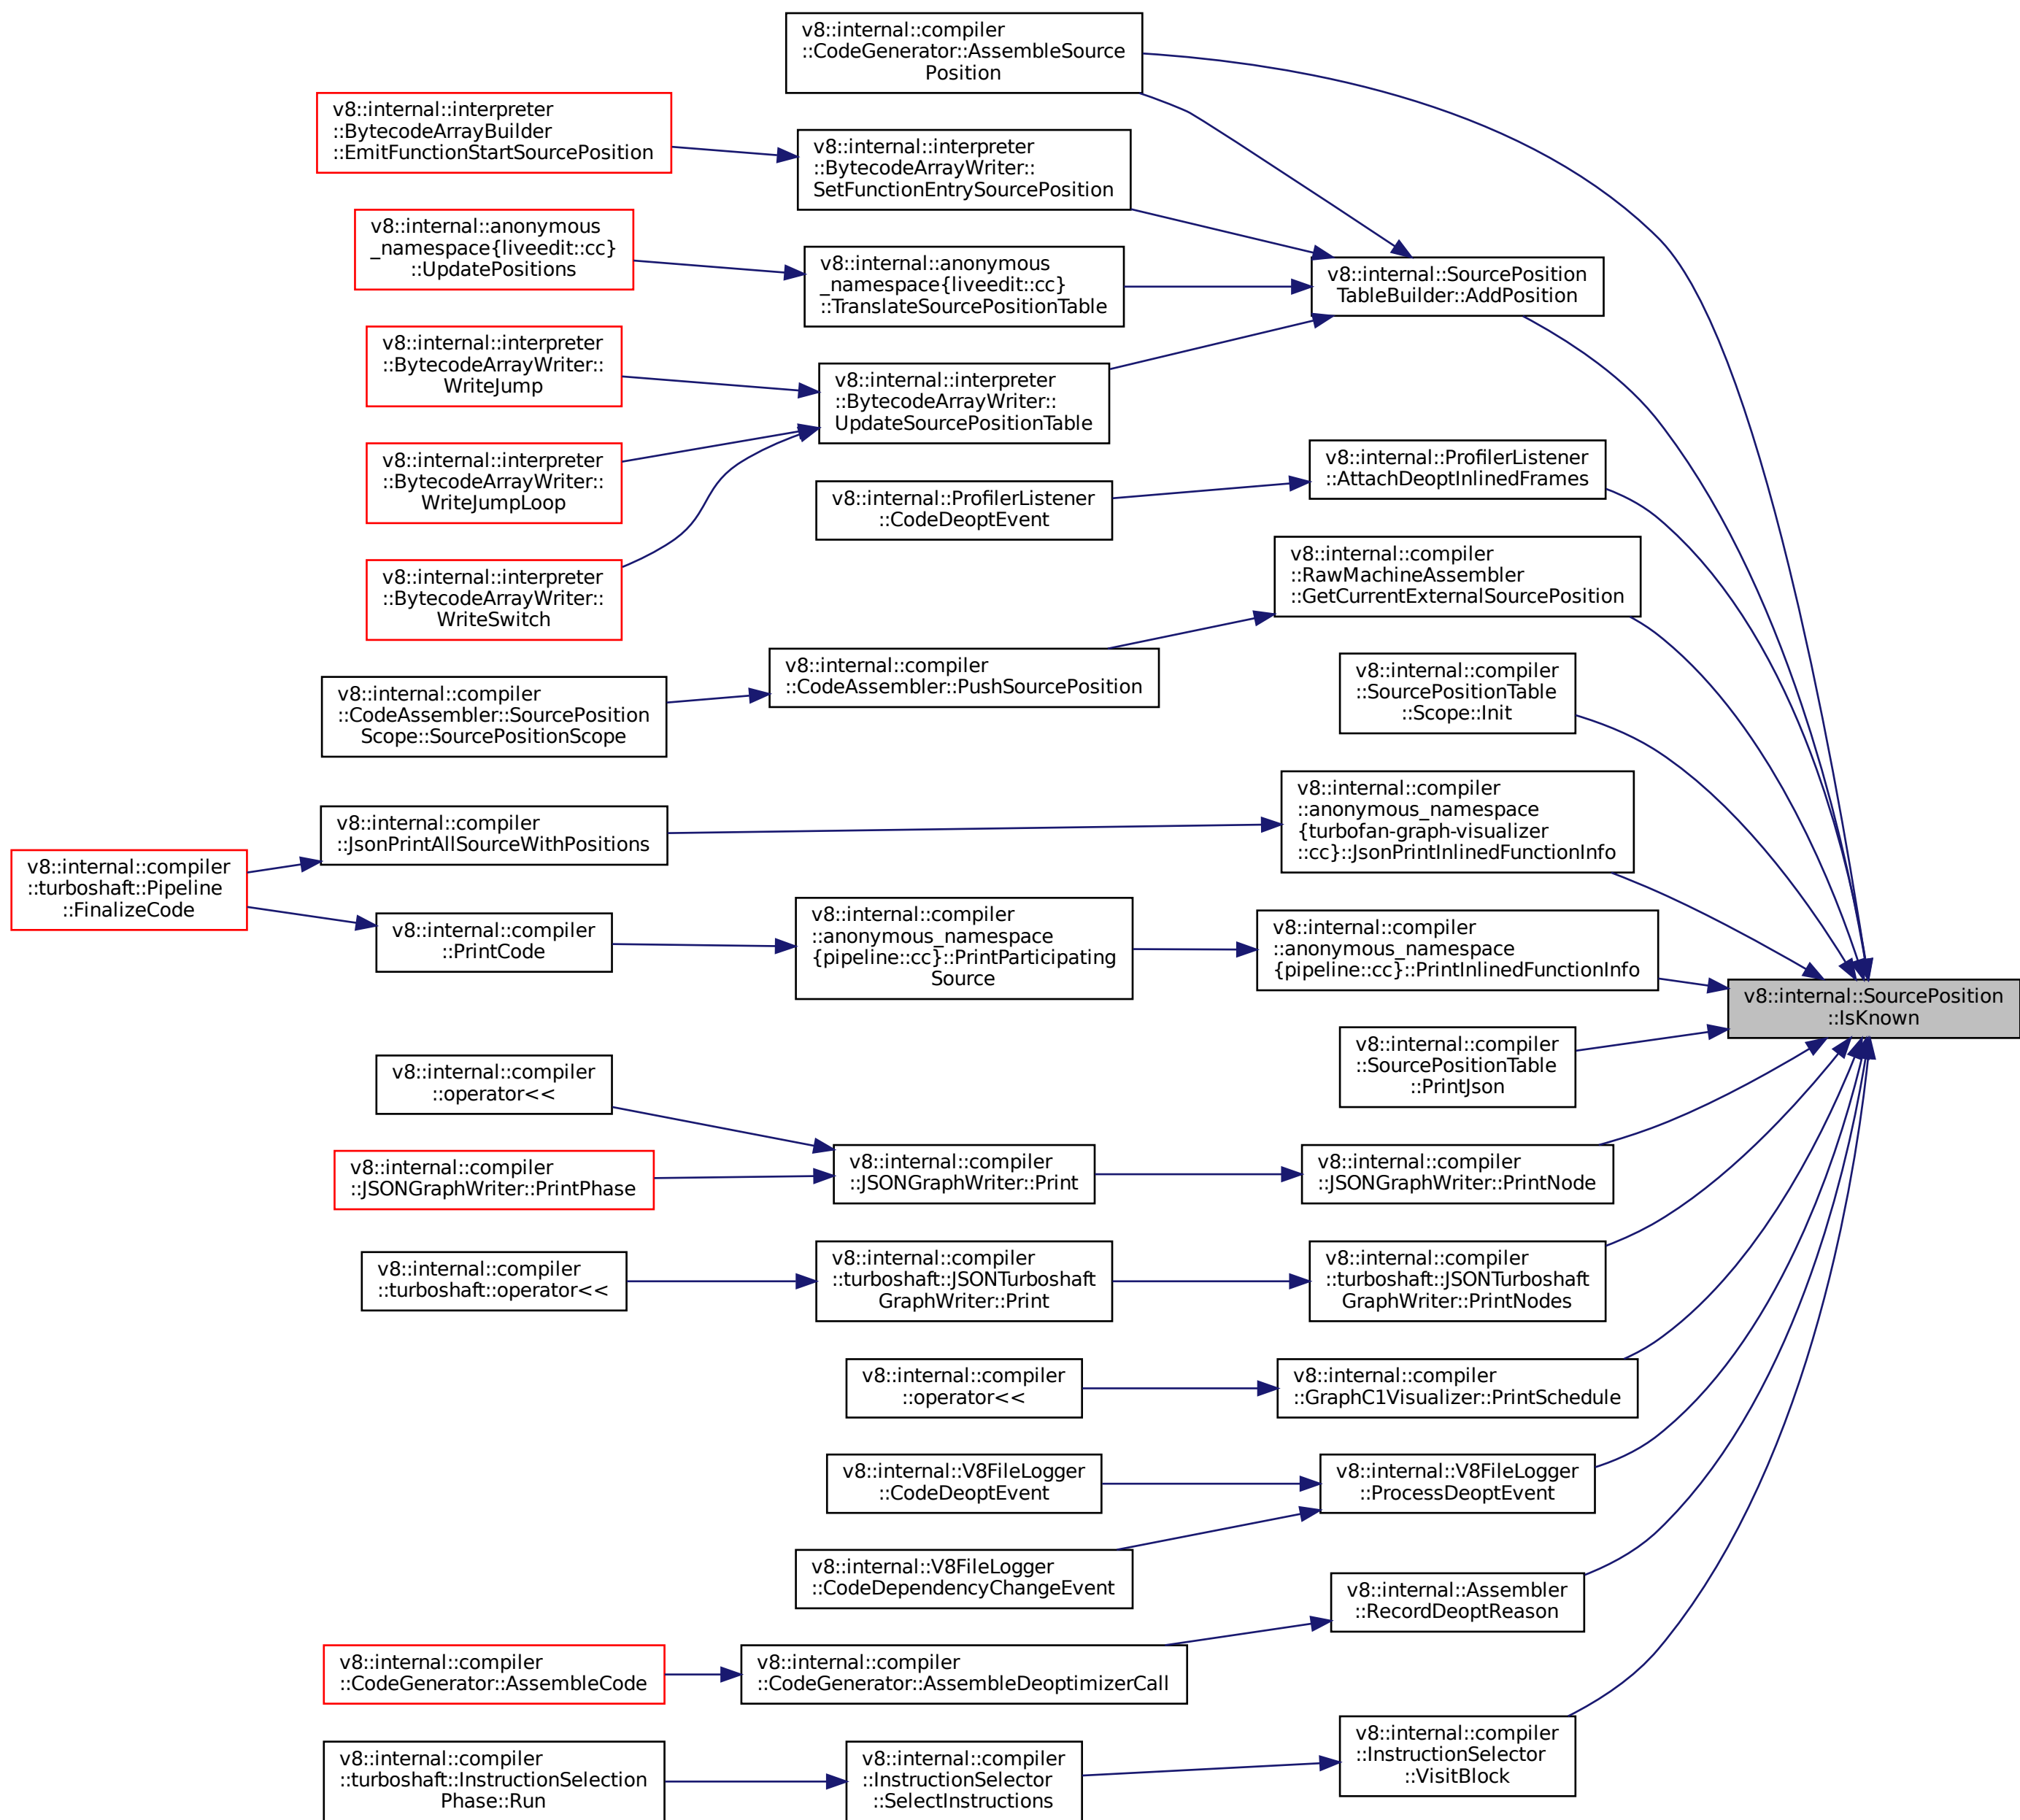 v8::internal::compiler
::CodeGenerator::AssembleSource
Position
v8::internal::interpreter
::BytecodeArrayBuilder
::EmitFunctionStartSourcePosition
v8::internal::interpreter
::BytecodeArrayWriter::
SetFunctionEntrySourcePosition
v8::internal::anonymous
_namespace{liveedit::cc}
::UpdatePositions
v8::internal::anonymous
_namespace{liveedit::cc}
::TranslateSourcePositionTable
v8::internal::SourcePosition
TableBuilder::AddPosition
v8::internal::interpreter
::BytecodeArrayWriter::
WriteJump
v8::internal::interpreter
::BytecodeArrayWriter::
UpdateSourcePositionTable
v8::internal::interpreter
::BytecodeArrayWriter::
WriteJumpLoop
v8::internal::ProfilerListener
::CodeDeoptEvent
v8::internal::ProfilerListener
::AttachDeoptInlinedFrames
v8::internal::interpreter
::BytecodeArrayWriter::
WriteSwitch
v8::internal::compiler
::RawMachineAssembler
::GetCurrentExternalSourcePosition
v8::internal::compiler
::CodeAssembler::SourcePosition
Scope::SourcePositionScope
v8::internal::compiler
::CodeAssembler::PushSourcePosition
v8::internal::compiler
::SourcePositionTable
::Scope::Init
v8::internal::compiler
::turboshaft::Pipeline
::FinalizeCode
v8::internal::compiler
::JsonPrintAllSourceWithPositions
v8::internal::compiler
::anonymous_namespace
{turbofan-graph-visualizer
::cc}::JsonPrintInlinedFunctionInfo
v8::internal::compiler
::PrintCode
v8::internal::compiler
::anonymous_namespace
{pipeline::cc}::PrintParticipating
Source
v8::internal::compiler
::anonymous_namespace
{pipeline::cc}::PrintInlinedFunctionInfo
v8::internal::SourcePosition
::IsKnown
v8::internal::compiler
::SourcePositionTable
::PrintJson
v8::internal::compiler
::operator<<
v8::internal::compiler
::JSONGraphWriter::PrintPhase
v8::internal::compiler
::JSONGraphWriter::Print
v8::internal::compiler
::JSONGraphWriter::PrintNode
v8::internal::compiler
::turboshaft::operator<<
v8::internal::compiler
::turboshaft::JSONTurboshaft
GraphWriter::Print
v8::internal::compiler
::turboshaft::JSONTurboshaft
GraphWriter::PrintNodes
v8::internal::compiler
::operator<<
v8::internal::compiler
::GraphC1Visualizer::PrintSchedule
v8::internal::V8FileLogger
::CodeDeoptEvent
v8::internal::V8FileLogger
::ProcessDeoptEvent
v8::internal::V8FileLogger
::CodeDependencyChangeEvent
v8::internal::Assembler
::RecordDeoptReason
v8::internal::compiler
::CodeGenerator::AssembleCode
v8::internal::compiler
::CodeGenerator::AssembleDeoptimizerCall
v8::internal::compiler
::turboshaft::InstructionSelection
Phase::Run
v8::internal::compiler
::InstructionSelector
::SelectInstructions
v8::internal::compiler
::InstructionSelector
::VisitBlock